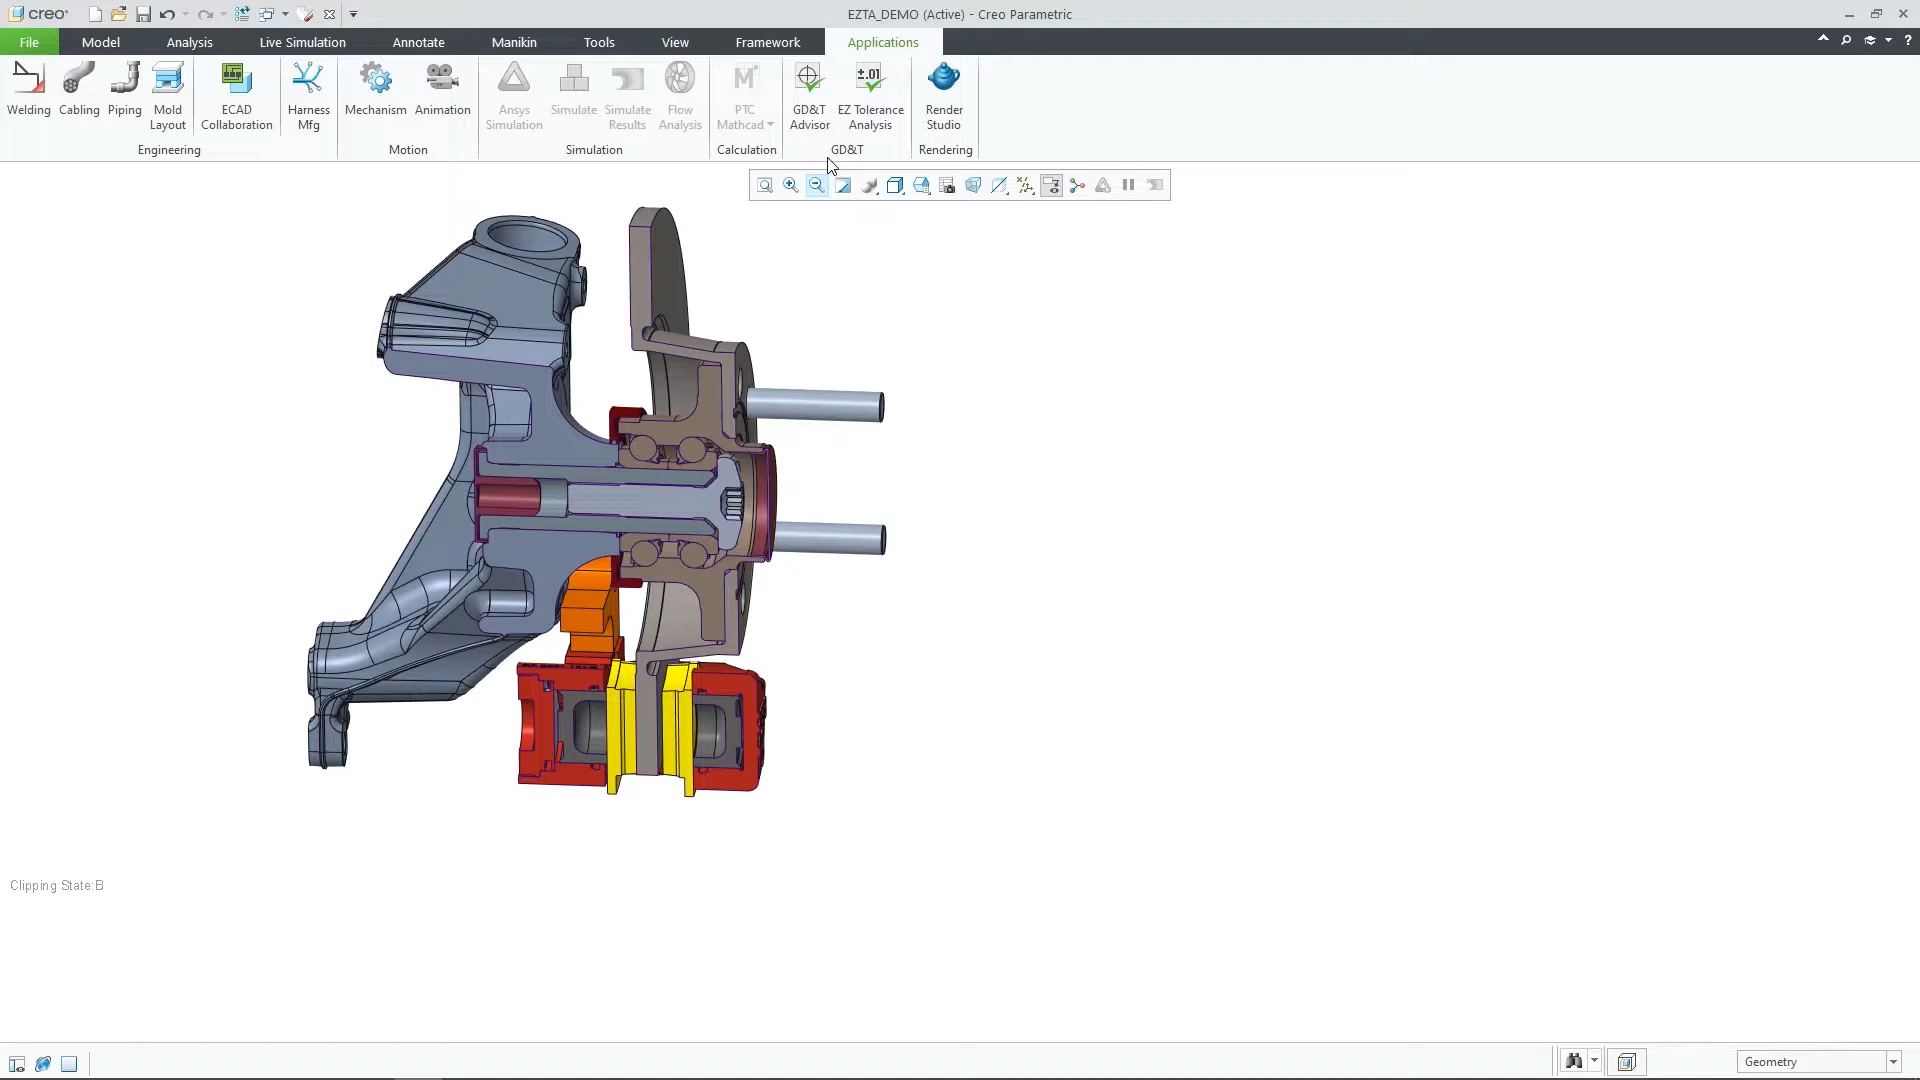 creo
EZTA_DEMO (Active) - Creo Parametric
File Model Analysis Live Simulation Annotate Manikin Tools View Framework Applications
Welding
Cabling
Piping
Mold
Layout
ECAD
Collaboration
Harness
Mfg
Mechanism
Animation
Ansys
Simulation
Simulate
Simulate
Results
Flow
Analysis
PTC
Mathcad
±.01
GD&T
Advisor
EZ Tolerance
Analysis
Render
Studio
Engineering Motion Simulation Calculation GD&T Rendering
Clipping State:B
Geometry